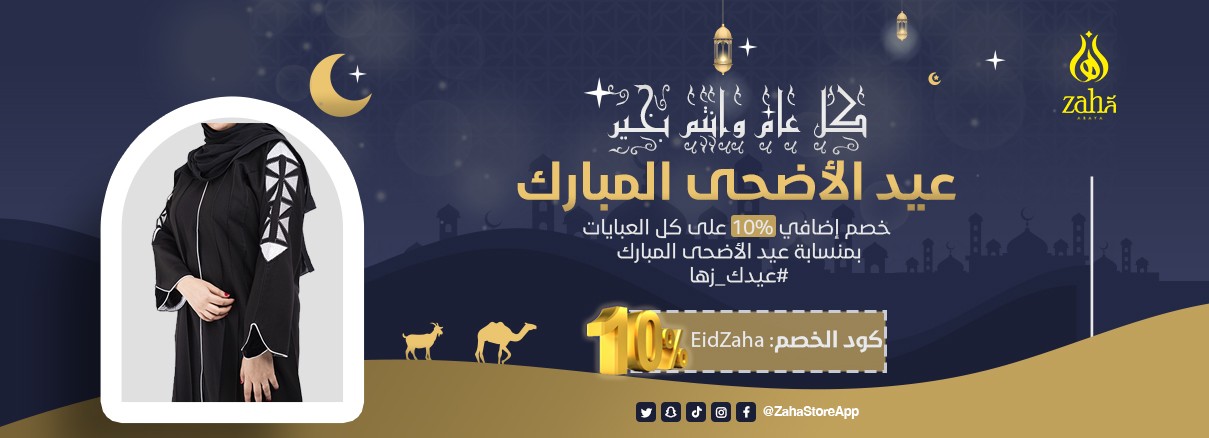 كل عام وانتم بخير
zaha
ABAYA
عيد الأضحى المبارك
خصم إضافي 10% على كل العبايات
بمنسابة عيد الأضحى المبارك
#عيدك_زها
كود الخصم: EidZaha
10%
@ZahaStoreApp